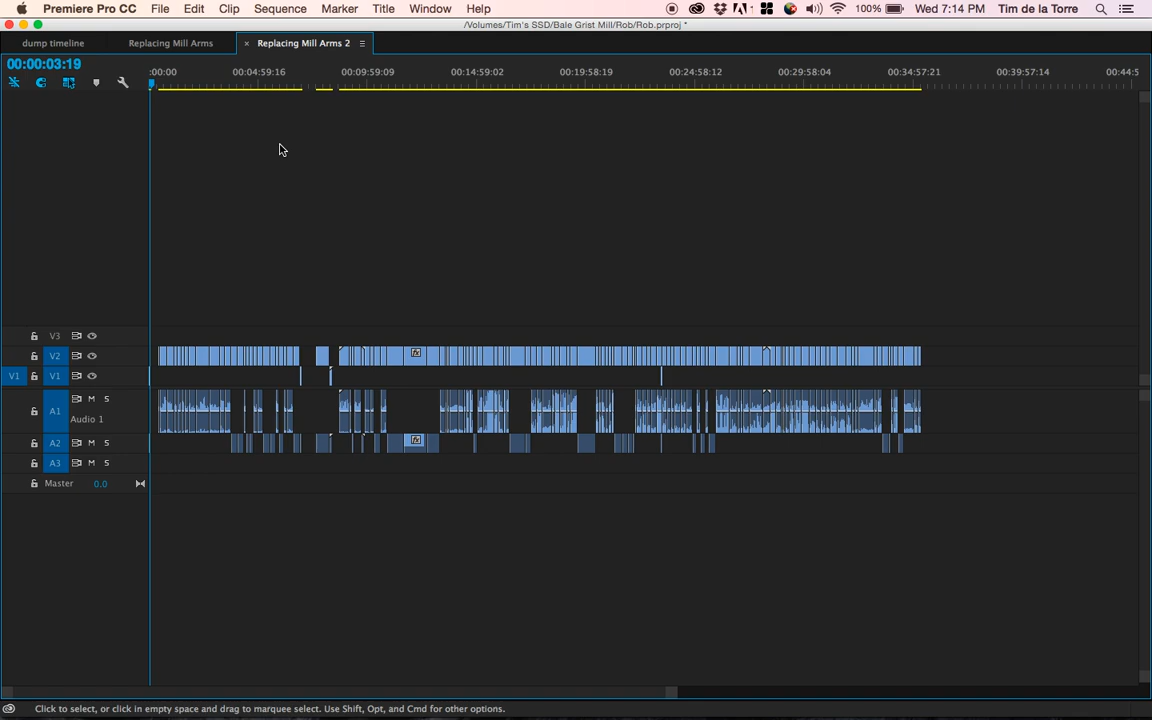 Premiere Pro CC File Edit Clip Sequence Marker Title Window Help 100% Wed 7:14 PM Tim de la Torre
/Volumes/Tim's SSD/Bale Grist Mill/Rob/Rob.prproj *
dump timeline × Replacing Mill Arms × Replacing Mill Arms 2
00:00:03:19
:00:00 00:04:59:16 00:09:59:09 00:14:59:02 00:19:58:19 00:24:58:12 00:29:58:04 00:34:57:21 00:39:57:14 00:44:5
V3
V2 fx
V1 V1
A1 M S
Audio 1
A2 M S fx
A3 M S
Master 0.0
Click to select, or click in empty space and drag to marquee select. Use Shift, Opt, and Cmd for other options.